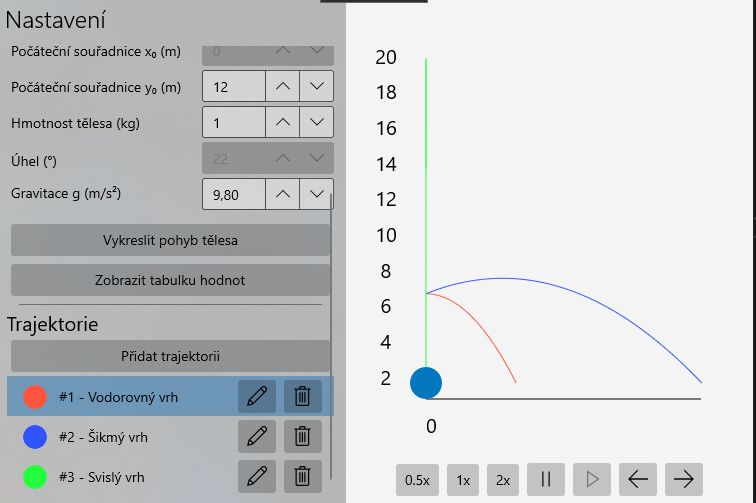 Nastavení
Počáteční souřadnice x₀ (m) 0
Počáteční souřadnice y₀ (m) 12
Hmotnost tělesa (kg) 1
Úhel (°) 22
Gravitace g (m/s²) 9,80
Vykreslit pohyb tělesa
Zobrazit tabulku hodnot
Trajektorie
Přidat trajektorii
#1 - Vodorovný vrh
#2 - Šikmý vrh
#3 - Svislý vrh
20
18
16
14
12
10
8
6
4
2
0
0.5x 1x 2x